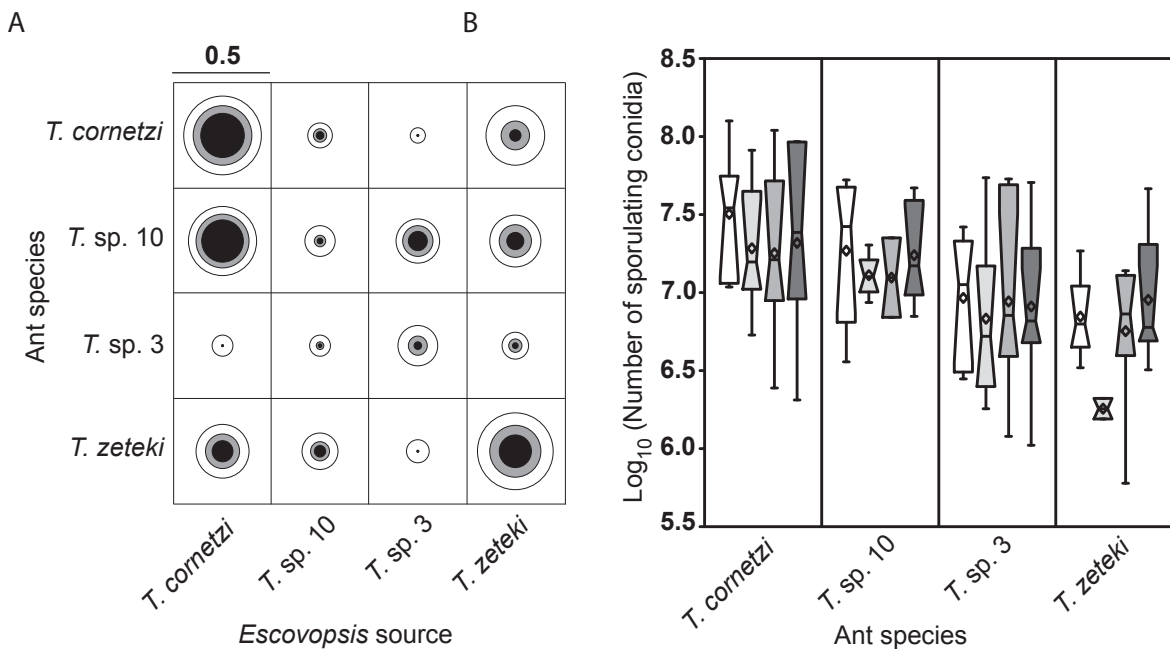 A
0.5
Ant species
T. cornetzi
T. sp. 10
T. sp. 3
T. zeteki
T. cornetzi
T. sp. 10
T. sp. 3
T. zeteki
Escovopsis source
B
Log10 (Number of sporulating conidia)
8.5
8.0
7.5
7.0
6.5
6.0
5.5
T. cornetzi
T. sp. 10
T. sp. 3
T. zeteki
Ant species